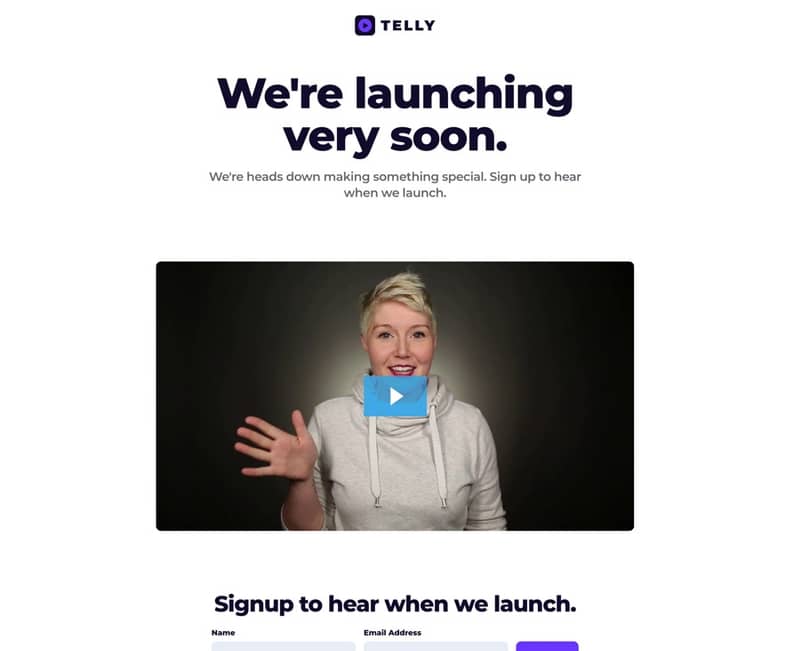 TELLY
We're launching
very soon.
We're heads down making something special. Sign up to hear
when we launch.
Signup to hear when we launch.
Name
Email Address